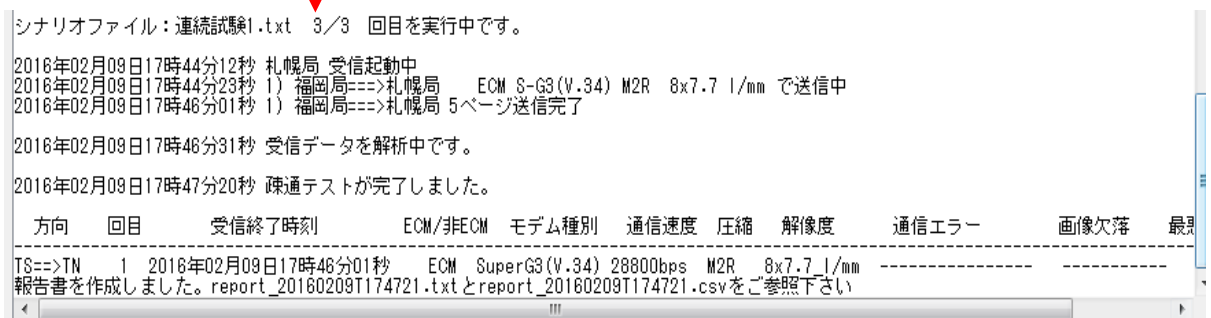 シナリオファイル：連続試験1.txt 3／3 回目を実行中です。
2016年02月09日17時44分12秒 札幌局 受信起動中
2016年02月09日17時44分23秒 1) 福岡局===>札幌局 ECM S-G3(V.34) M2R 8x7.7 l/mm で送信中
2016年02月09日17時46分01秒 1) 福岡局===>札幌局 5ページ送信完了
2016年02月09日17時46分31秒 受信データを解析中です。
2016年02月09日17時47分20秒 疎通テストが完了しました。
方向 回目 受信終了時刻 ECM/非ECM モデム種別 通信速度 圧縮 解像度 通信エラー 画像欠落 最悪
--------------------------------------------------------------------------------
TS==>TN 1 2016年02月09日17時46分01秒 ECM SuperG3(V.34) 28800bps M2R 8x7.7_l/mm ---------------- -----------
報告書を作成しました。report_20160209T174721.txtとreport_20160209T174721.csvをご参照下さい